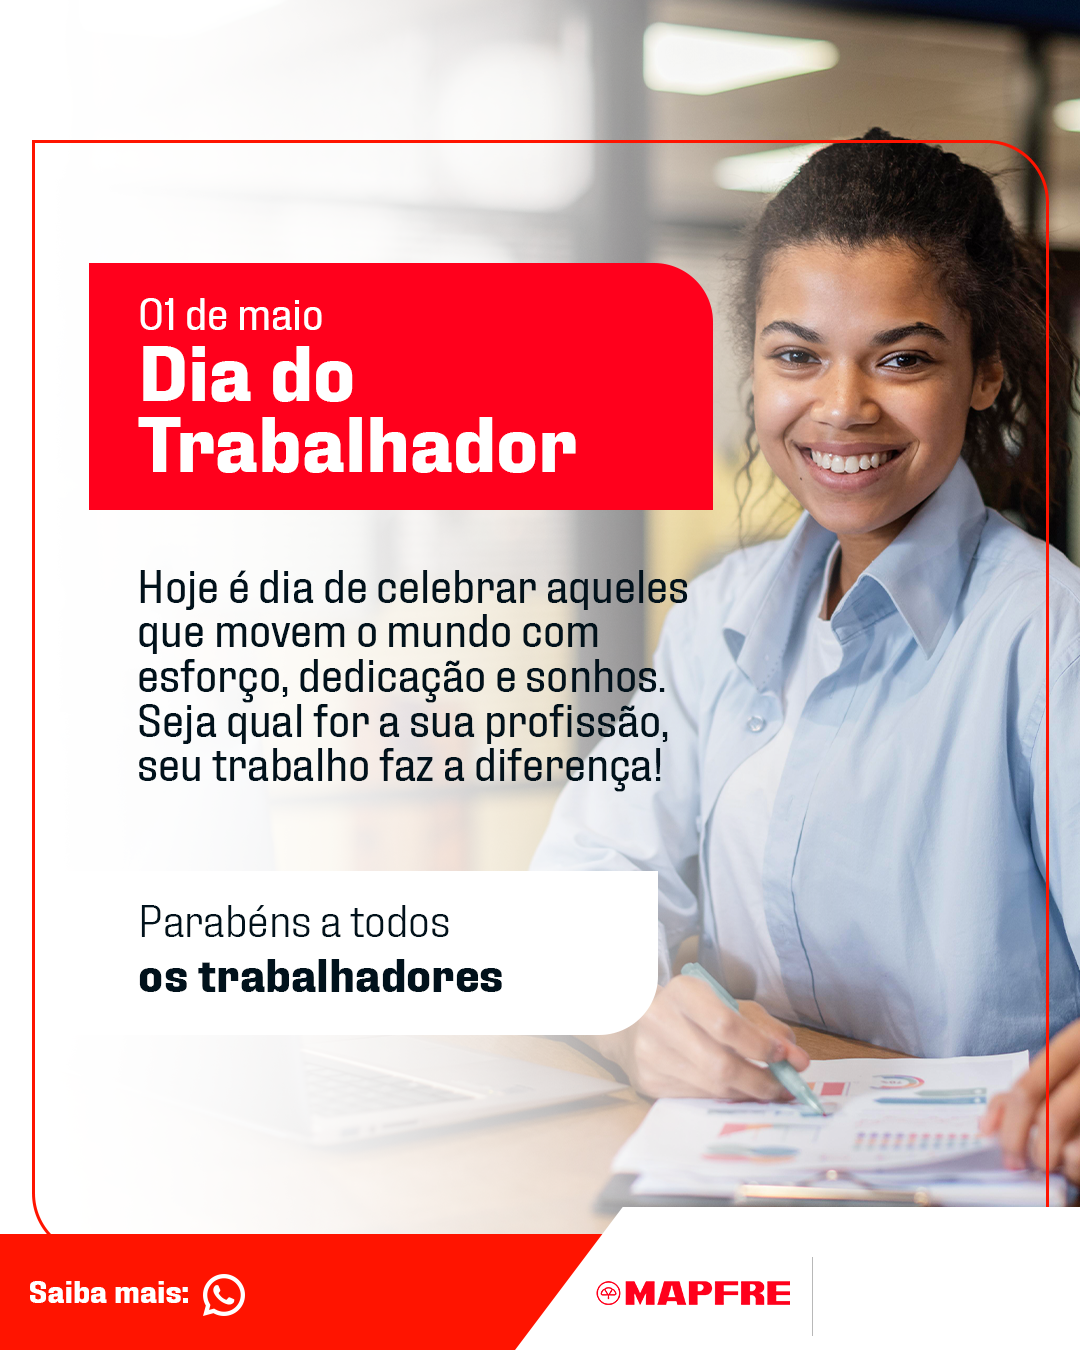 01 de maio
Dia do
Trabalhador
Hoje é dia de celebrar aqueles
que movem o mundo com
esforço, dedicação e sonhos.
Seja qual for a sua profissão,
seu trabalho faz a diferença!
Parabéns a todos
os trabalhadores
Saiba mais:
MAPFRE